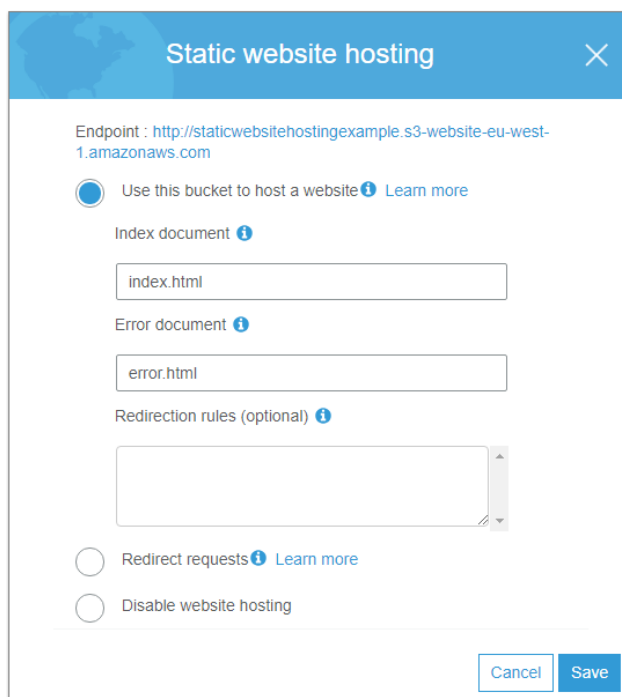 Static website hosting
Endpoint : http://staticwebsitehostingexample.s3-website-eu-west-
1.amazonaws.com
Use this bucket to host a website Learn more
Index document
index.html
Error document
error.html
Redirection rules (optional)
Redirect requests Learn more
Disable website hosting
Cancel Save